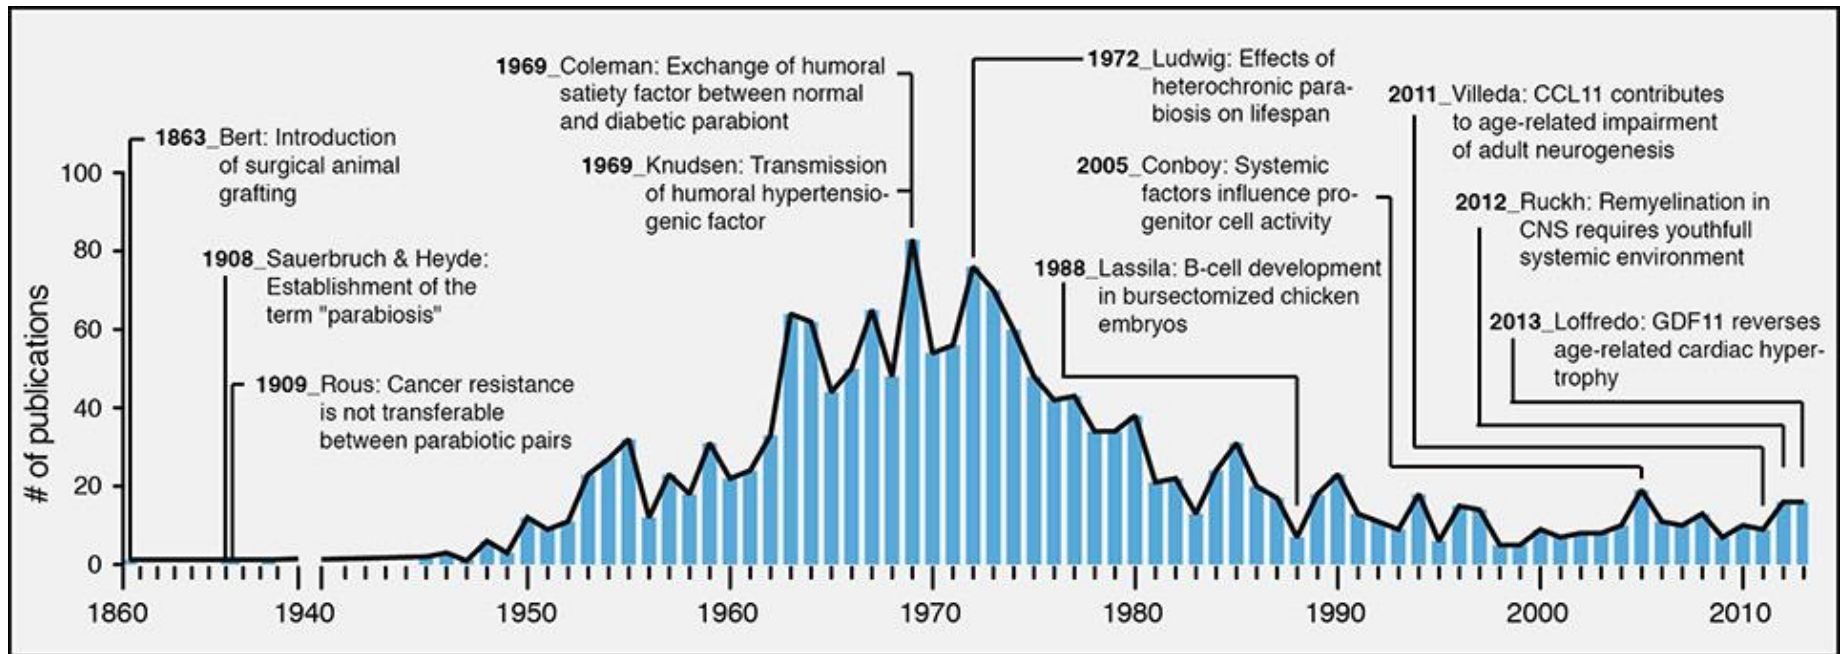 1969_Coleman: Exchange of humoral
satiety factor between normal
and diabetic parabiont
1972_Ludwig: Effects of
heterochronic para-
biosis on lifespan
2011_Villeda: CCL11 contributes
to age-related impairment
of adult neurogenesis
1863_Bert: Introduction
of surgical animal
grafting
1969_Knudsen: Transmission
of humoral hypertensio-
genic factor
2005_Conboy: Systemic
factors influence pro-
genitor cell activity
2012_Ruckh: Remyelination in
CNS requires youthfull
systemic environment
1908_Sauerbruch & Heyde:
Establishment of the
term "parabiosis"
1988_Lassila: B-cell development
in bursectomized chicken
embryos
2013_Loffredo: GDF11 reverses
age-related cardiac hyper-
trophy
1909_Rous: Cancer resistance
is not transferable
between parabiotic pairs
# of publications
100
80
60
40
20
0
1860 1940 1950 1960 1970 1980 1990 2000 2010